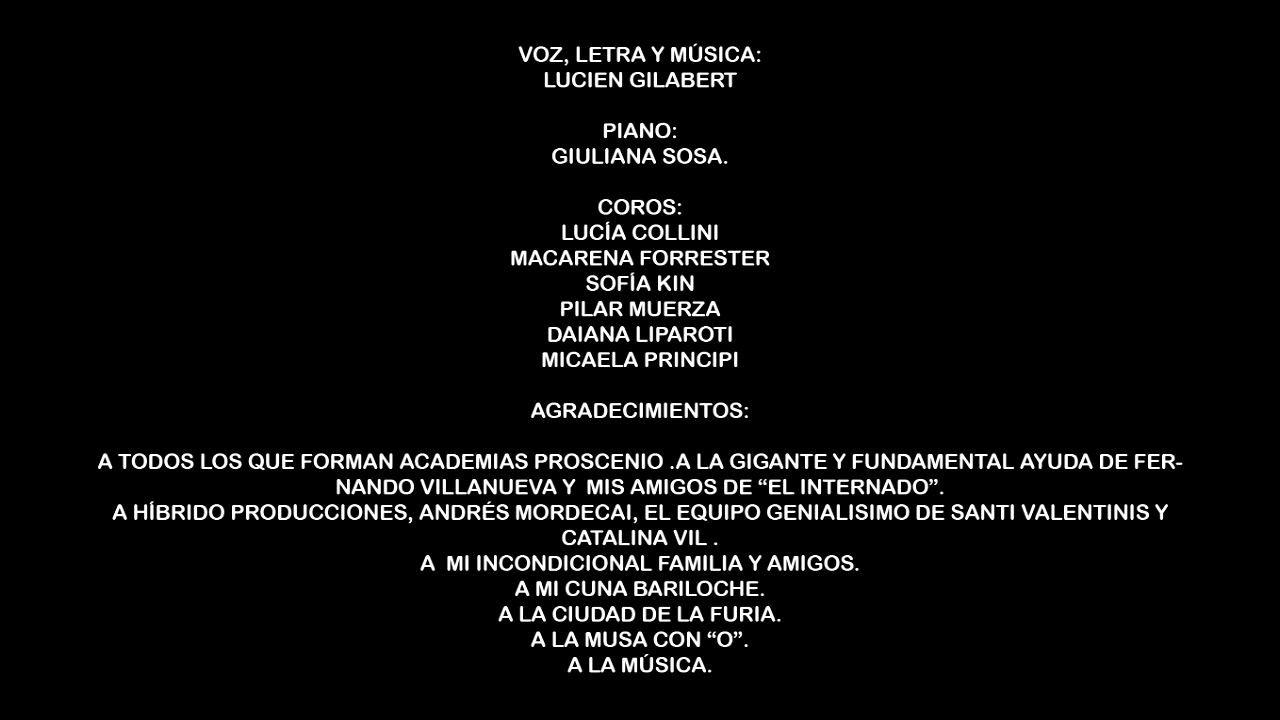 VOZ, LETRA Y MÚSICA:
LUCIEN GILABERT
PIANO:
GIULIANA SOSA.
COROS:
LUCÍA COLLINI
MACARENA FORRESTER
SOFÍA KIN
PILAR MUERZA
DAIANA LIPAROTI
MICAELA PRINCIPI
AGRADECIMIENTOS:
A TODOS LOS QUE FORMAN ACADEMIAS PROSCENIO .A LA GIGANTE Y FUNDAMENTAL AYUDA DE FER-
NANDO VILLANUEVA Y  MIS AMIGOS DE “EL INTERNADO”.
A HÍBRIDO PRODUCCIONES, ANDRÉS MORDECAI, EL EQUIPO GENIALISIMO DE SANTI VALENTINIS Y
CATALINA VIL .
A  MI INCONDICIONAL FAMILIA Y AMIGOS.
A MI CUNA BARILOCHE.
A LA CIUDAD DE LA FURIA.
A LA MUSA CON “O”.
A LA MÚSICA.